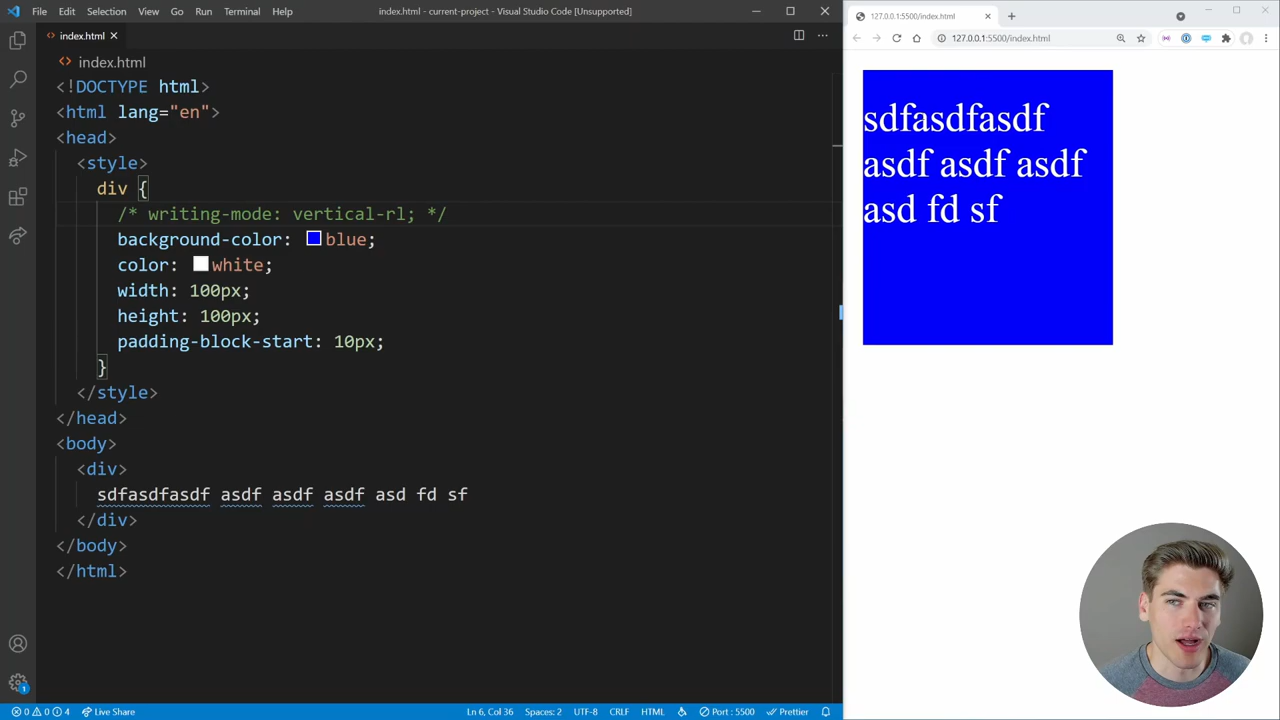 File Edit Selection View Go Run Terminal Help
index.html - current-project - Visual Studio Code [Unsupported]
index.html
index.html
<!DOCTYPE html>
<html lang="en">
<head>
<style>
div {
/* writing-mode: vertical-rl; */
background-color: blue;
color: white;
width: 100px;
height: 100px;
padding-block-start: 10px;
}
</style>
</head>
<body>
<div>
sdfasdfasdf asdf asdf asdf asd fd sf
</div>
</body>
</html>
1
0 0 4 Live Share
Ln 6, Col 36 Spaces: 2 UTF-8 CRLF HTML Port : 5500 Prettier
127.0.0.1:5500/index.html
127.0.0.1:5500/index.html
sdfasdfasdf
asdf asdf asdf
asd fd sf